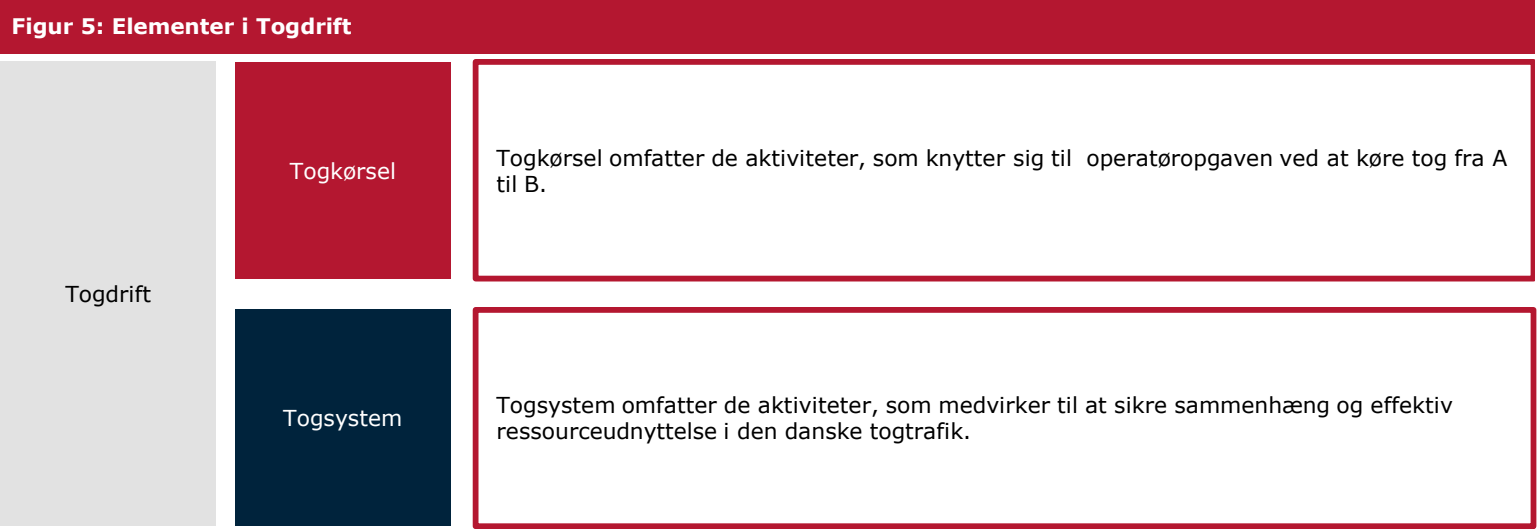 Figur 5: Elementer i Togdrift
Togdrift
Togkørsel
Togkørsel omfatter de aktiviteter, som knytter sig til  operatøropgaven ved at køre tog fra A
til B.
Togsystem
Togsystem omfatter de aktiviteter, som medvirker til at sikre sammenhæng og effektiv
ressourceudnyttelse i den danske togtrafik.